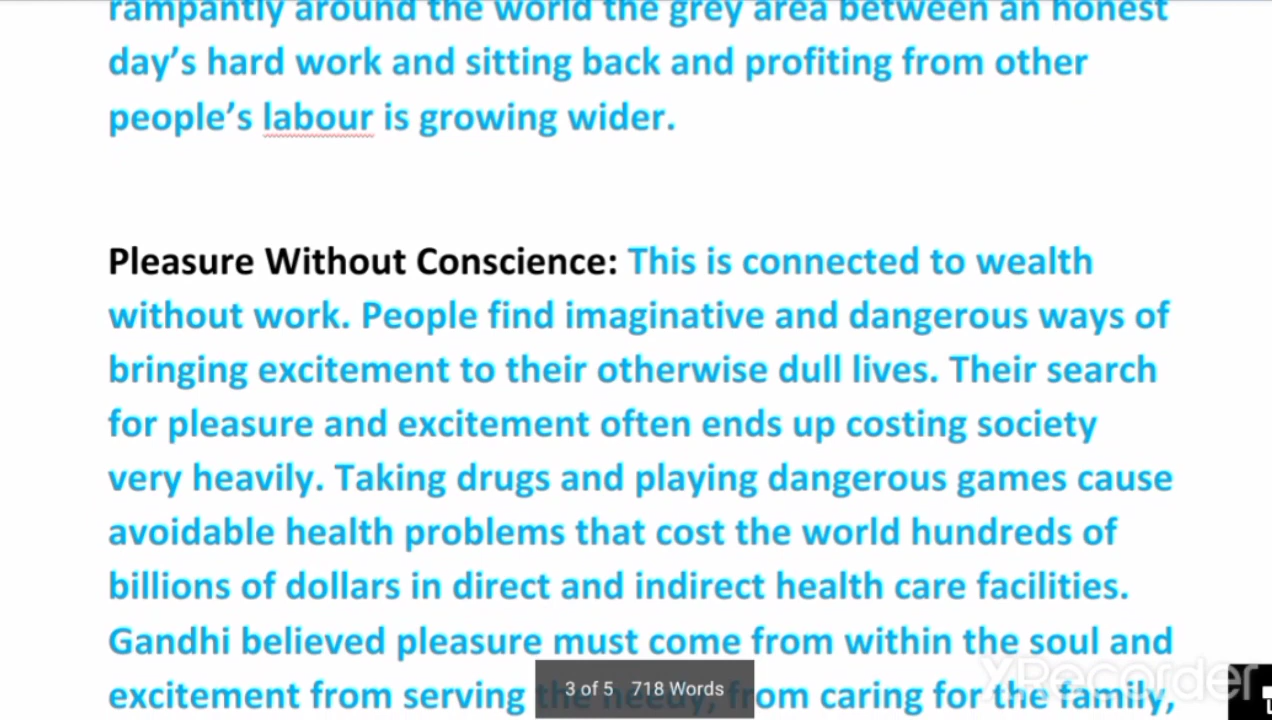 rampantly around the world the grey area between an honest
day's hard work and sitting back and profiting from other
people's labour is growing wider.
Pleasure Without Conscience: This is connected to wealth
without work. People find imaginative and dangerous ways of
bringing excitement to their otherwise dull lives. Their search
for pleasure and excitement often ends up costing society
very heavily. Taking drugs and playing dangerous games cause
avoidable health problems that cost the world hundreds of
billions of dollars in direct and indirect health care facilities.
Gandhi believed pleasure must come from within the soul and
excitement from serving the needy, from caring for the family,
3 of 5 718 Words
XRecorder